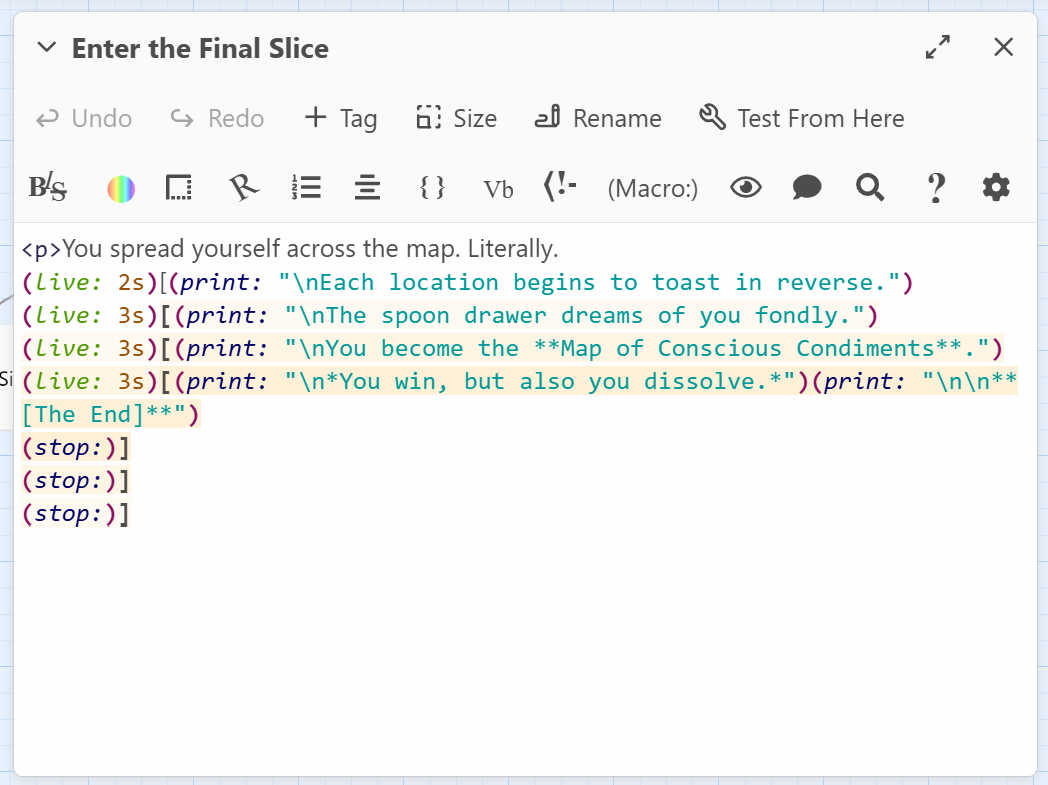 Enter the Final Slice
Undo Redo Tag Size Rename Test From Here
BIS Vb (Macro:)
<p>You spread yourself across the map. Literally.
(live: 2s)[(print: "\nEach location begins to toast in reverse.")
(live: 3s)[(print: "\nThe spoon drawer dreams of you fondly.")
(live: 3s)[(print: "\nYou become the **Map of Conscious Condiments**.")
(live: 3s)[(print: "\n*You win, but also you dissolve.*")(print: "\n\n**
[The End]**")
(stop:)]
(stop:)]
(stop:)]
Si